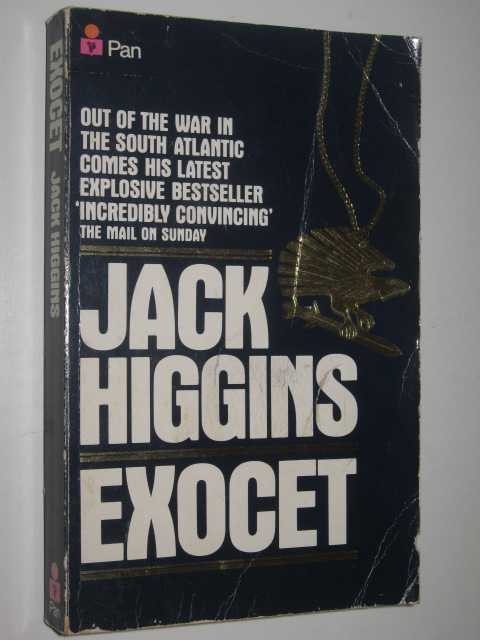 Pan
OUT OF THE WAR IN
THE SOUTH ATLANTIC
COMES HIS LATEST
EXPLOSIVE BESTSELLER
'INCREDIBLY CONVINCING'
THE MAIL ON SUNDAY
JACK
HIGGINS
EXOCET
EXOCET JACK HIGGINS